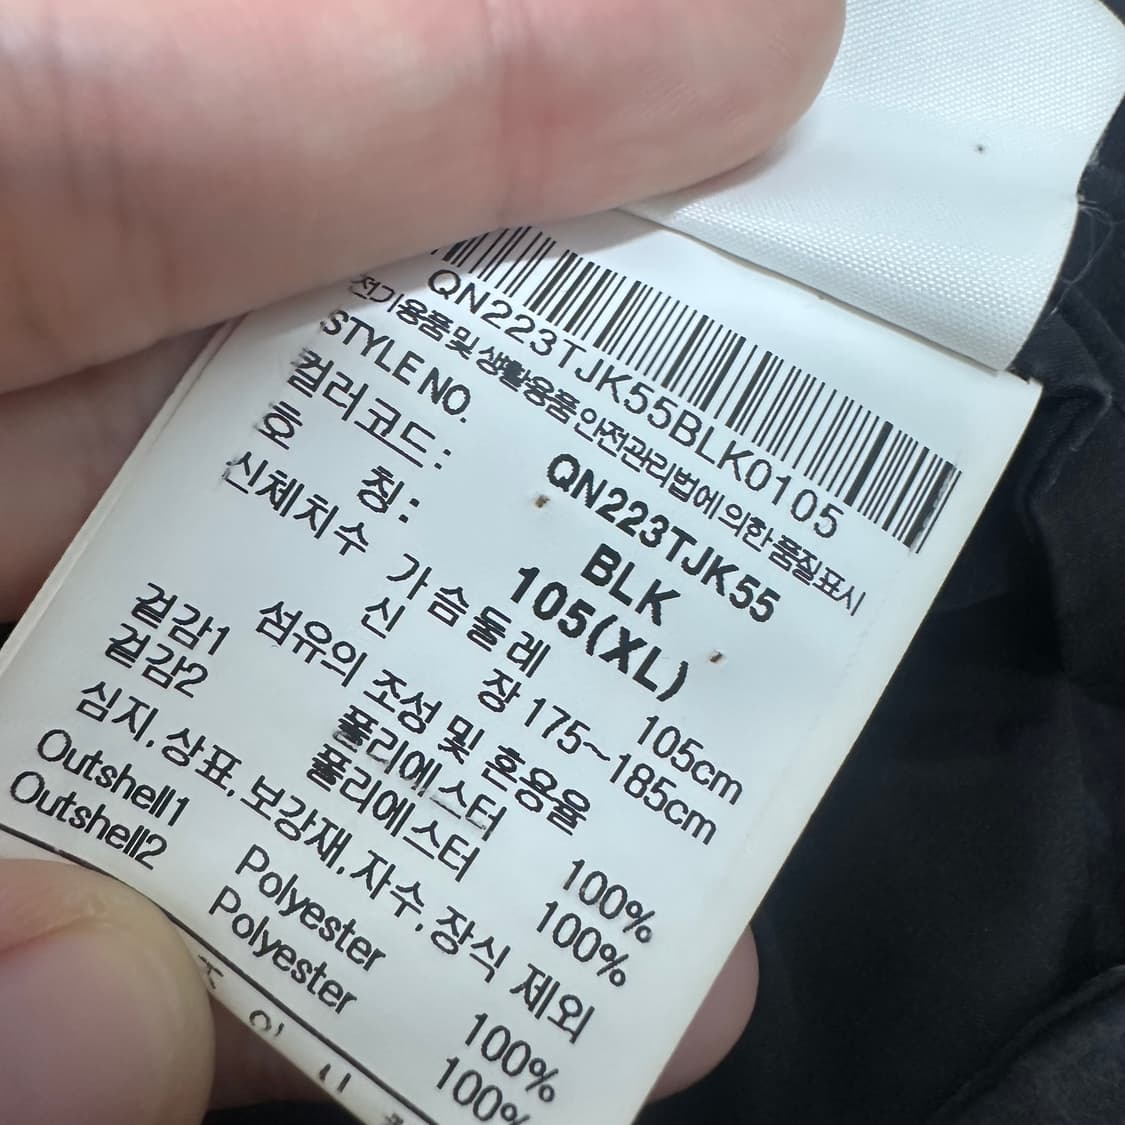 QN223TJK55BLK0105
전기용품 및 생활용품 안전관리법에 의한 품질표시
STYLE NO. QN223TJK55
컬러코드: BLK
호 칭: 105(XL)
신체치수 가슴둘레 105cm
신 장 175~185cm
섬유의 조성 및 혼용율
겉감1 폴리에스터 100%
겉감2 폴리에스터 100%
심지, 상표, 보강재, 자수, 장식 제외
Outshell1 Polyester 100%
Outshell2 Polyester 100%